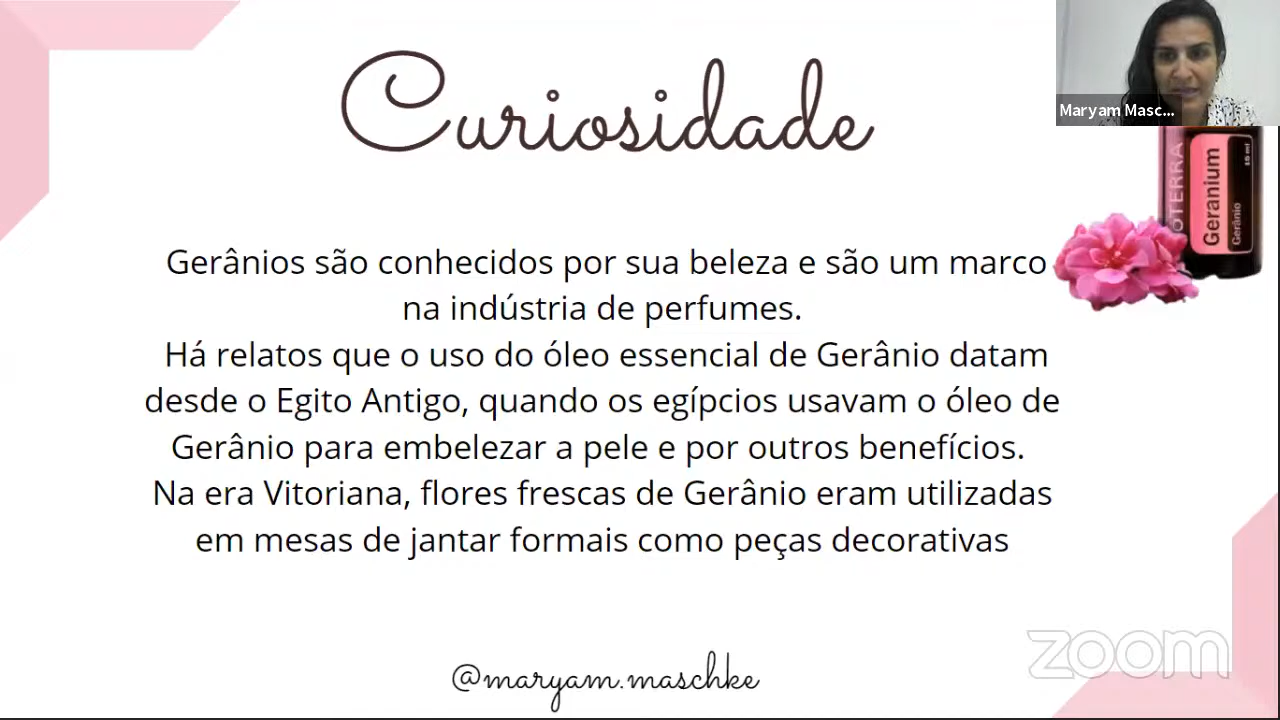 Curiosidade
Maryam Masc...
OTERRA
Geranium
Gerânio
15 ml
Gerânios são conhecidos por sua beleza e são um marco
na indústria de perfumes.
Há relatos que o uso do óleo essencial de Gerânio datam
desde o Egito Antigo, quando os egípcios usavam o óleo de
Gerânio para embelezar a pele e por outros benefícios.
Na era Vitoriana, flores frescas de Gerânio eram utilizadas
em mesas de jantar formais como peças decorativas
zoom
@maryam.maschke